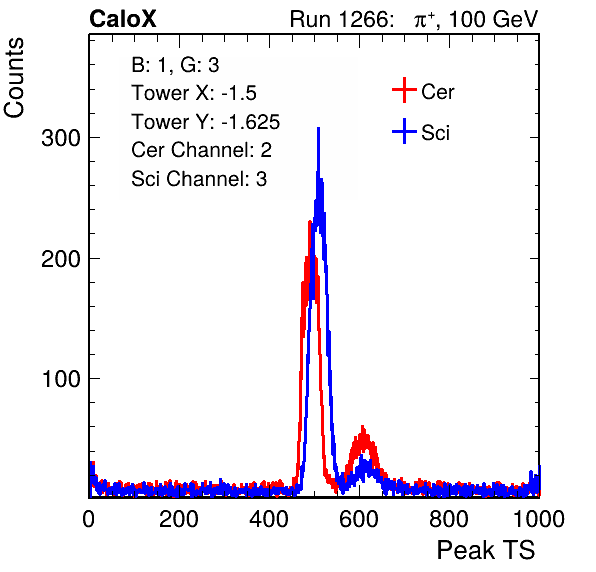 CaloX Run 1266: π⁺, 100 GeV
Counts
B: 1, G: 3
Tower X: -1.5
Tower Y: -1.625
Cer Channel: 2
Sci Channel: 3
Cer
Sci
300
200
100
0 200 400 600 800 1000
Peak TS